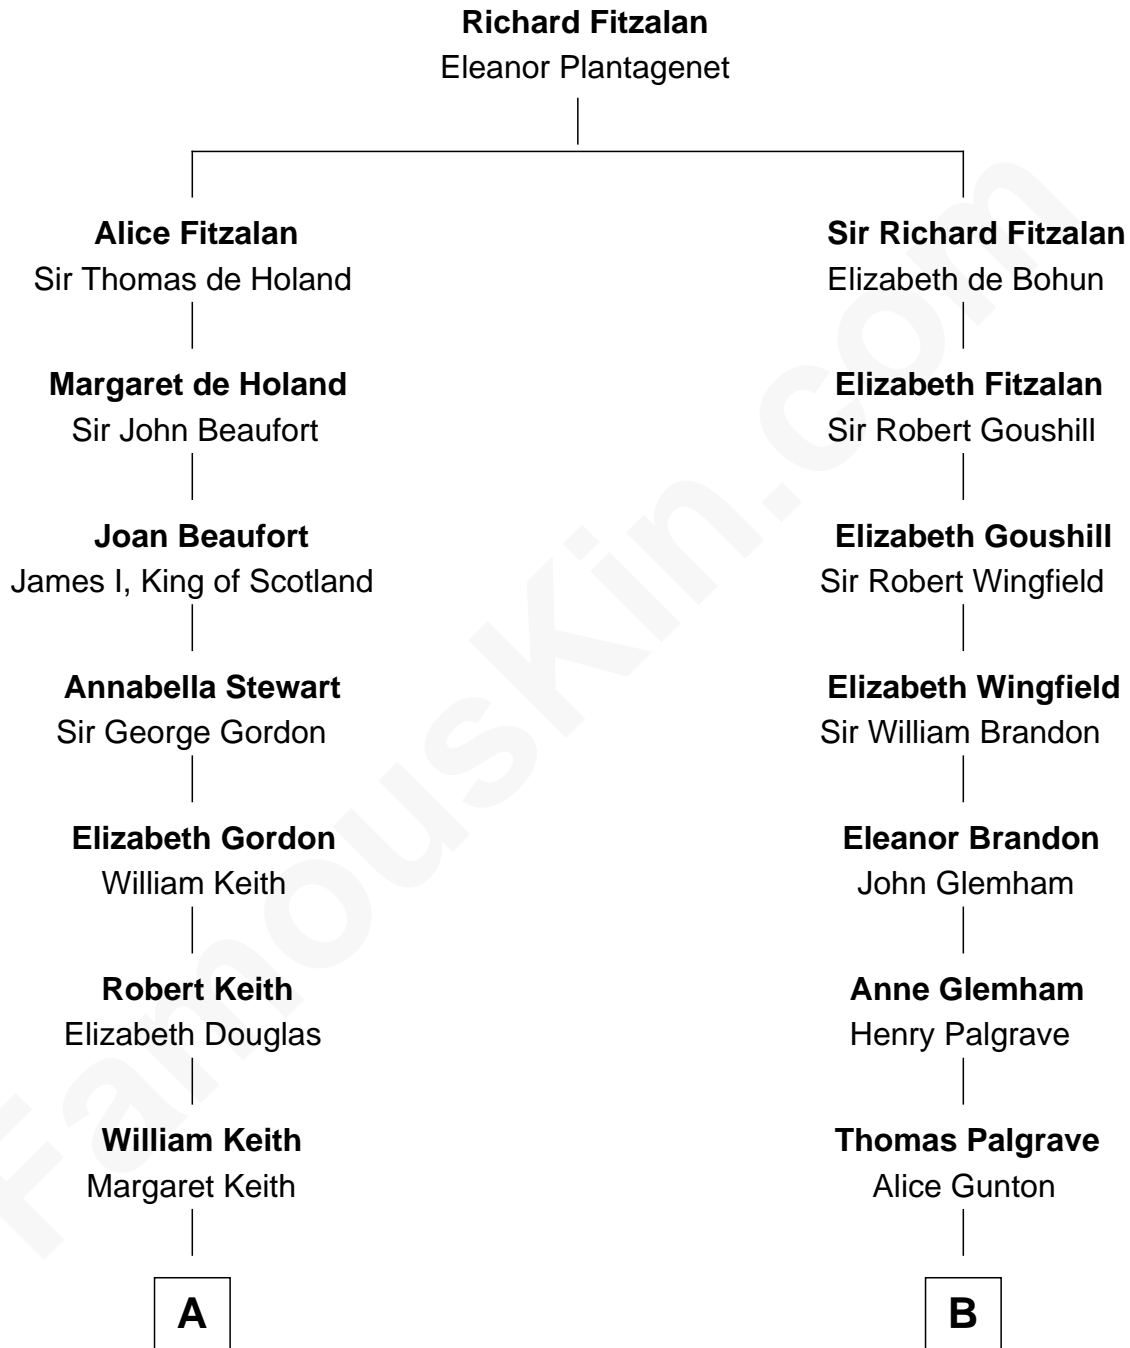 Richard Fitzalan
Eleanor Plantagenet
Alice Fitzalan
Sir Thomas de Holand
Sir Richard Fitzalan
Elizabeth de Bohun
Margaret de Holand
Sir John Beaufort
Elizabeth Fitzalan
Sir Robert Goushill
Joan Beaufort
James I, King of Scotland
Elizabeth Goushill
Sir Robert Wingfield
Annabella Stewart
Sir George Gordon
Elizabeth Wingfield
Sir William Brandon
Elizabeth Gordon
William Keith
Eleanor Brandon
John Glemham
Robert Keith
Elizabeth Douglas
Anne Glemham
Henry Palgrave
William Keith
Margaret Keith
Thomas Palgrave
Alice Gunton
A
B
FamousKin.com